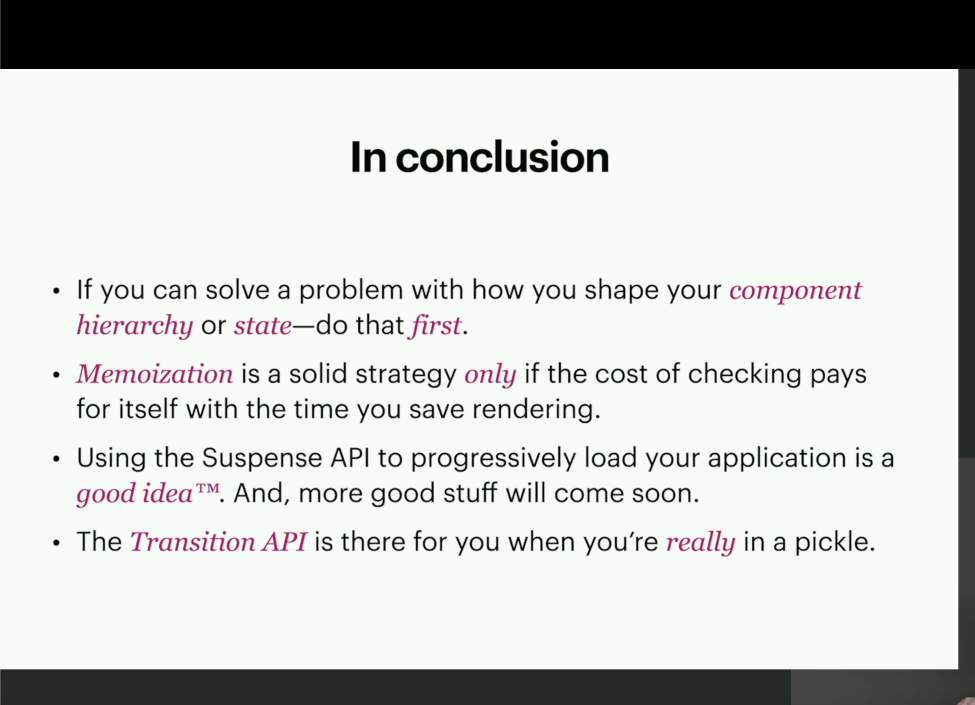 In conclusion
• If you can solve a problem with how you shape your component
hierarchy or state—do that first.
• Memoization is a solid strategy only if the cost of checking pays
for itself with the time you save rendering.
• Using the Suspense API to progressively load your application is a
good idea™. And, more good stuff will come soon.
• The Transition API is there for you when you’re really in a pickle.